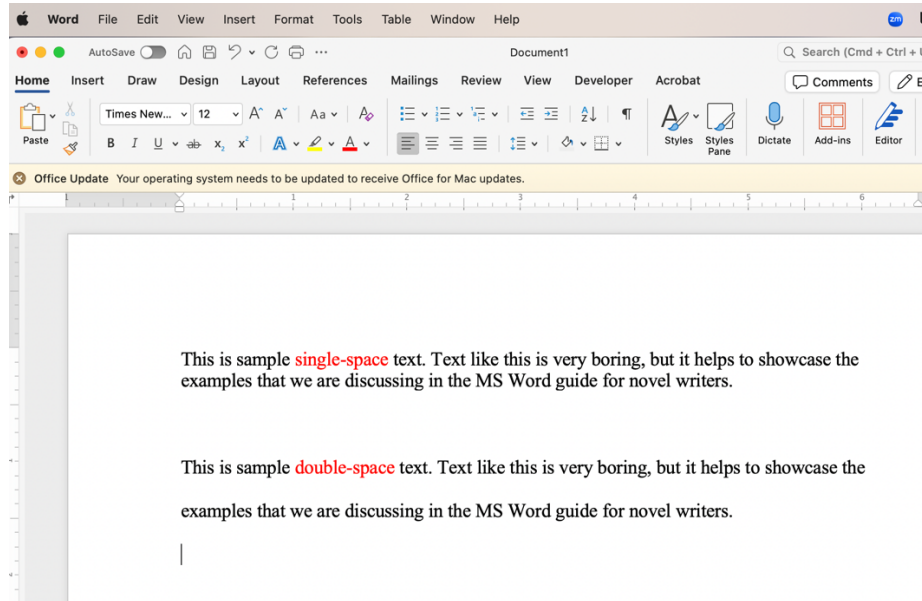 Word File Edit View Insert Format Tools Table Window Help zm
AutoSave Document1 Search (Cmd + Ctrl +
Home Insert Draw Design Layout References Mailings Review View Developer Acrobat Comments
Times New... 12 A A Aa A
Paste B I U ab x₂ x² A A Styles Styles Pane Dictate Add-ins Editor
Office Update Your operating system needs to be updated to receive Office for Mac updates.
1 1 2 3 4 5 6
This is sample single-space text. Text like this is very boring, but it helps to showcase the
examples that we are discussing in the MS Word guide for novel writers.
This is sample double-space text. Text like this is very boring, but it helps to showcase the
examples that we are discussing in the MS Word guide for novel writers.